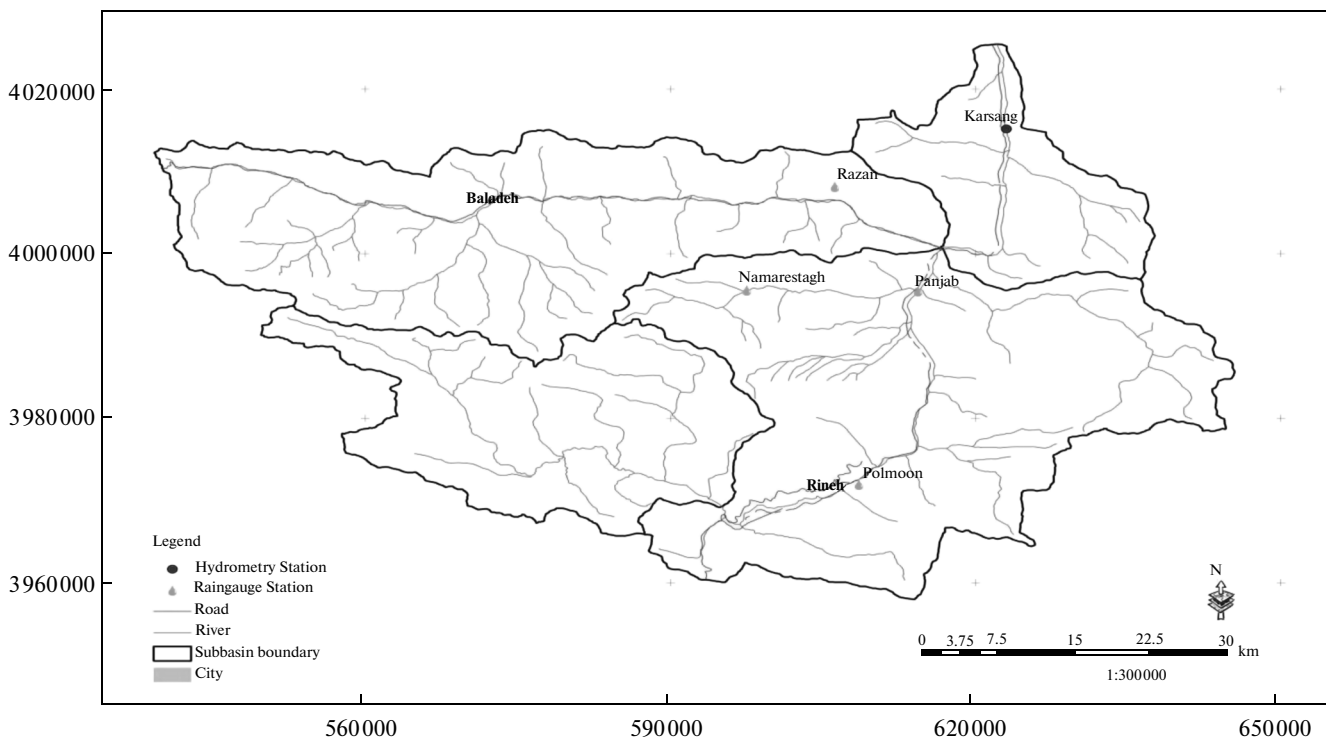 4020000
4000000
3980000
3960000
Karsang
Razan
Baladeh
Namarestagh
Panjab
Rineh
Polmoon
Legend
Hydrometry Station
Raingauge Station
Road
River
Subbasin boundary
City
N
0 3.75 7.5 15 22.5 30
km
1:300000
560000 590000 620000 650000